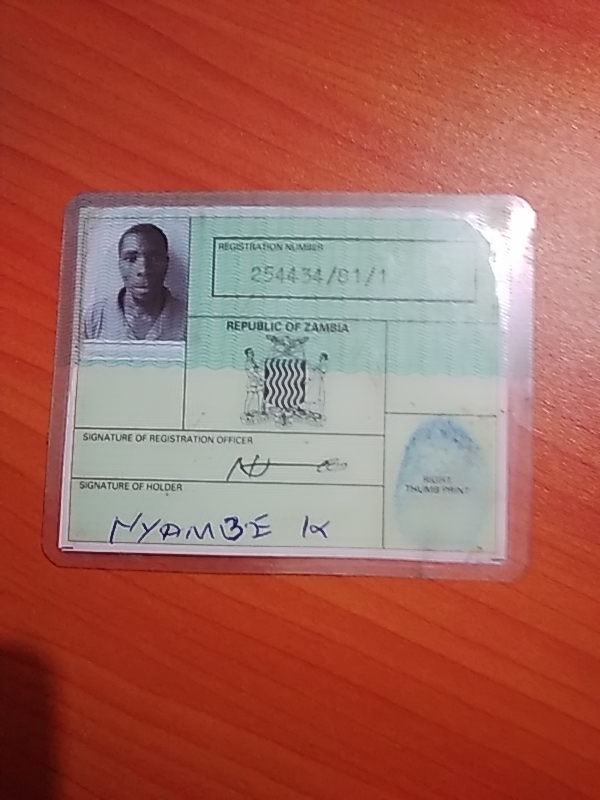 REGISTRATION NUMBER
254434/81/1
REPUBLIC OF ZAMBIA
SIGNATURE OF REGISTRATION OFFICER
SIGNATURE OF HOLDER
NYAMBE K
RIGHT
THUMB PRINT